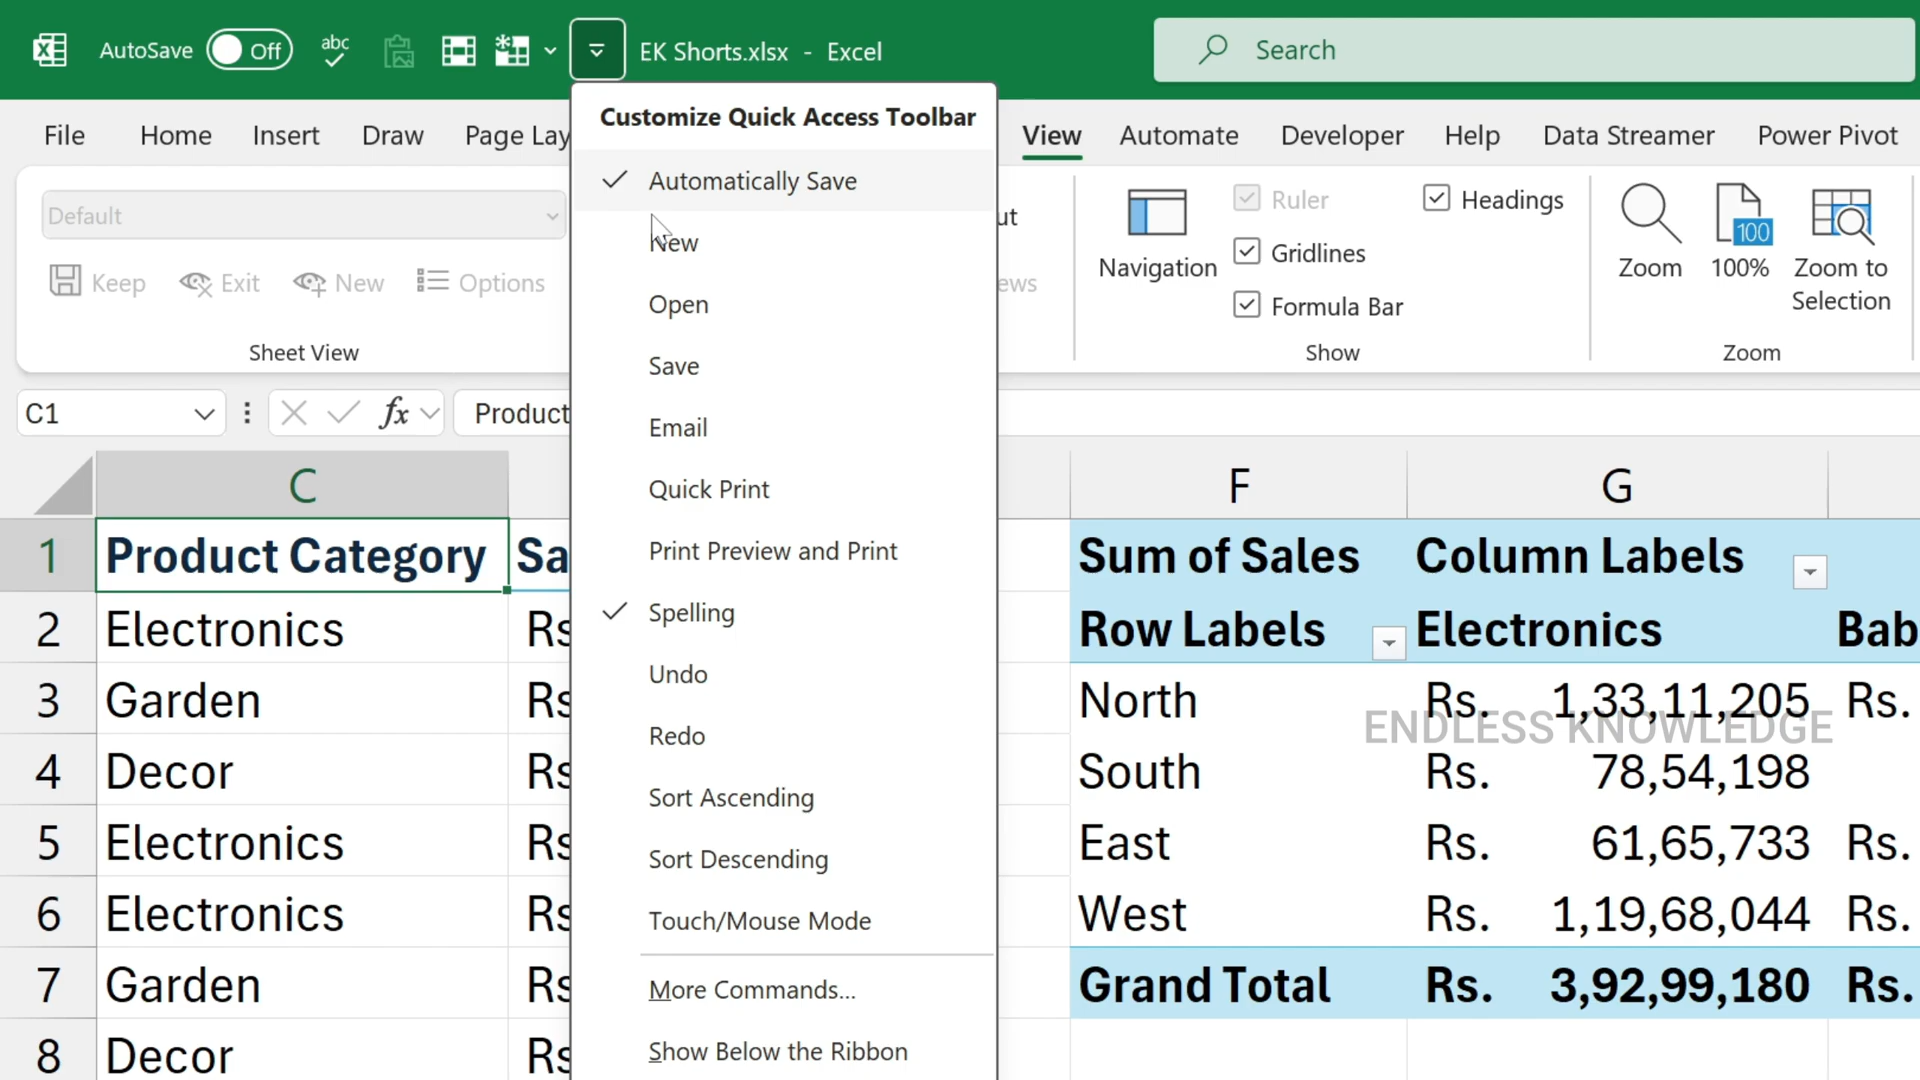 AutoSave Off abc EK Shorts.xlsx - Excel Search
File Home Insert Draw Page Lay View Automate Developer Help Data Streamer Power Pivot
Customize Quick Access Toolbar
Automatically Save
New
Open
Save
Email
Quick Print
Print Preview and Print
Spelling
Undo
Redo
Sort Ascending
Sort Descending
Touch/Mouse Mode
More Commands...
Show Below the Ribbon
Default
Keep Exit New Options
Sheet View
ut
ews
Navigation
Ruler
Gridlines
Formula Bar
Headings
Show
Zoom
100
100%
Zoom to
Selection
Zoom
C1 fx Product
C F G
1 Product Category Sa Sum of Sales Column Labels
2 Electronics Rs Row Labels Electronics Bab
3 Garden Rs North Rs. 1,33,11,205 Rs.
ENDLESS KNOWLEDGE
4 Decor Rs South Rs. 78,54,198
5 Electronics Rs East Rs. 61,65,733 Rs.
6 Electronics Rs West Rs. 1,19,68,044 Rs.
7 Garden Rs Grand Total Rs. 3,92,99,180 Rs.
8 Decor Rs